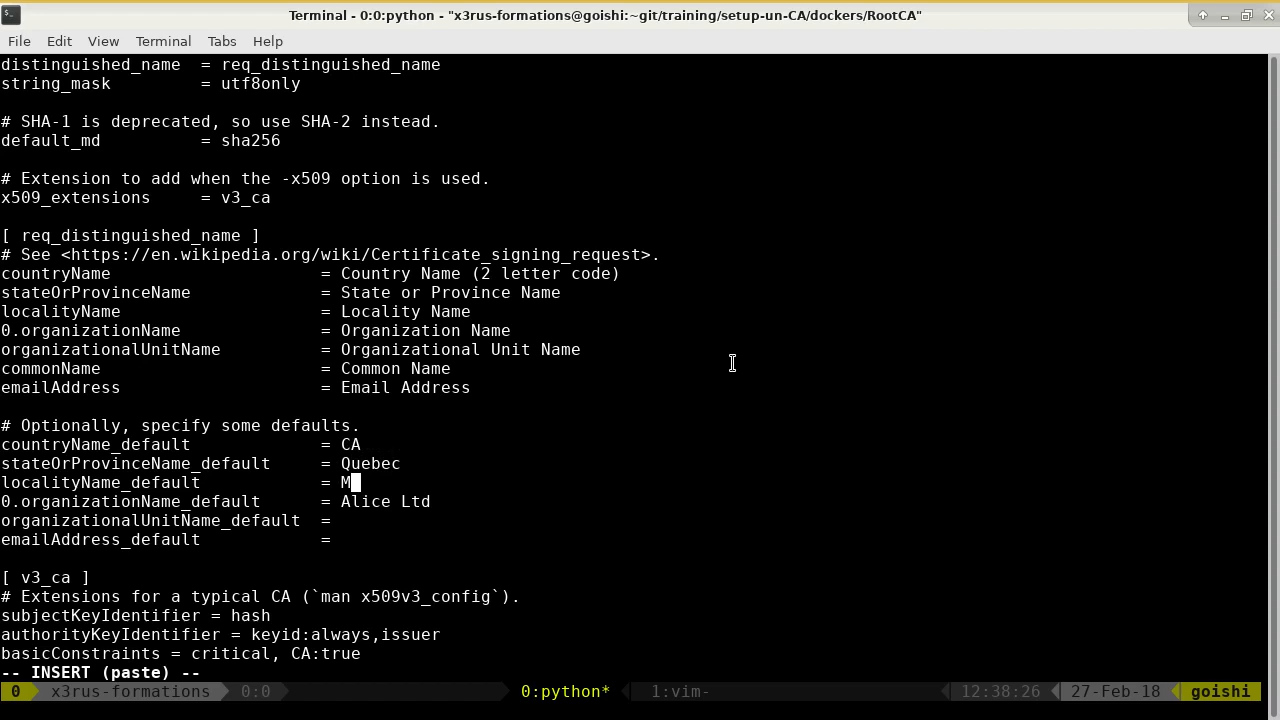 Terminal - 0:0:python - "x3rus-formations@goishi:~git/training/setup-un-CA/dockers/RootCA"
File Edit View Terminal Tabs Help
distinguished_name  = req_distinguished_name
string_mask         = utf8only
# SHA-1 is deprecated, so use SHA-2 instead.
default_md          = sha256
# Extension to add when the -x509 option is used.
x509_extensions     = v3_ca
[ req_distinguished_name ]
# See <https://en.wikipedia.org/wiki/Certificate_signing_request>.
countryName                     = Country Name (2 letter code)
stateOrProvinceName             = State or Province Name
localityName                    = Locality Name
0.organizationName              = Organization Name
organizationalUnitName          = Organizational Unit Name
commonName                      = Common Name
emailAddress                    = Email Address
# Optionally, specify some defaults.
countryName_default             = CA
stateOrProvinceName_default     = Quebec
localityName_default            = M
0.organizationName_default      = Alice Ltd
organizationalUnitName_default  =
emailAddress_default            =
[ v3_ca ]
# Extensions for a typical CA (`man x509v3_config`).
subjectKeyIdentifier = hash
authorityKeyIdentifier = keyid:always,issuer
basicConstraints = critical, CA:true
-- INSERT (paste) --
0 x3rus-formations 0:0 0:python* 1:vim- 12:38:26 27-Feb-18 goishi